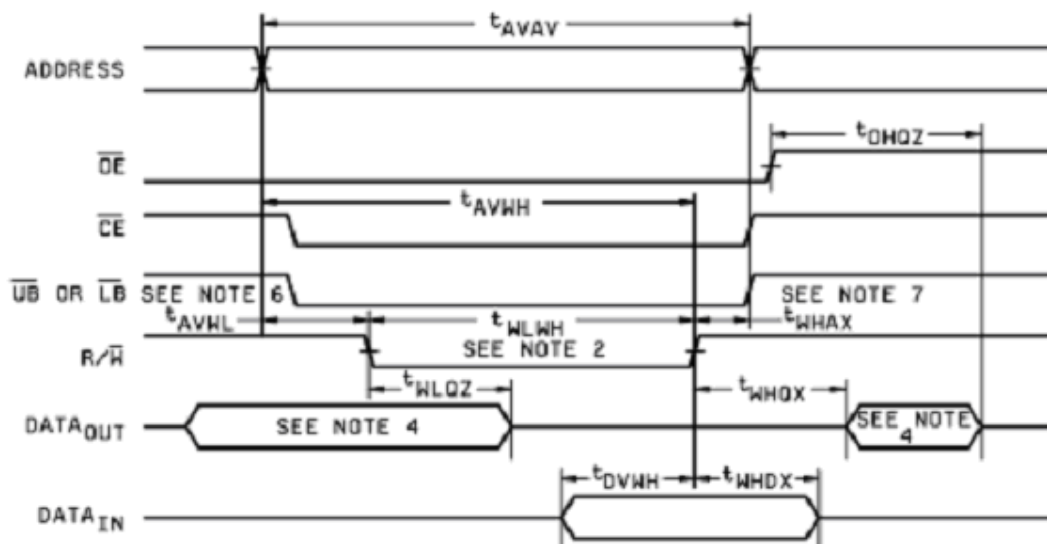 tAVAV
ADDRESS
tOHQZ
OE
tAVWH
CE
UB OR LB SEE NOTE 6 SEE NOTE 7
tAVWL tWLWH tWHAX
R/W SEE NOTE 2
tWLQZ tWHQX
DATAOUT SEE NOTE 4 SEE NOTE 4
tDVWH tWHDX
DATAIN